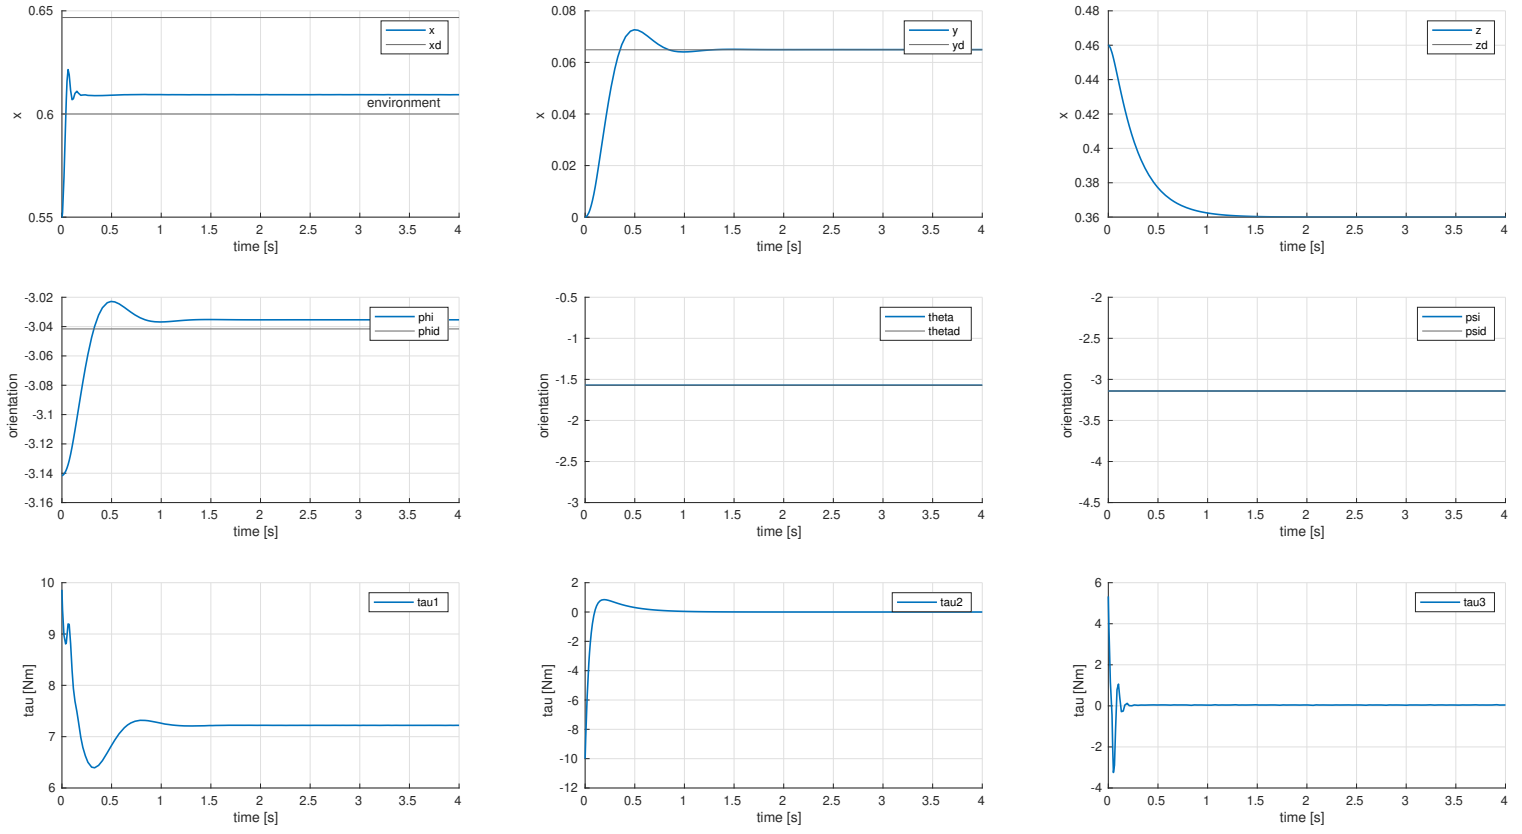 0.65
0.6
0.55
x
x
xd
environment
0 0.5 1 1.5 2 2.5 3 3.5 4
time [s]
0.08
0.06
0.04
0.02
0
x
y
yd
0 0.5 1 1.5 2 2.5 3 3.5 4
time [s]
0.48
0.46
0.44
0.42
0.4
0.38
0.36
x
z
zd
0 0.5 1 1.5 2 2.5 3 3.5 4
time [s]
-3.02
-3.04
-3.06
-3.08
-3.1
-3.12
-3.14
-3.16
orientation
phi
phid
0 0.5 1 1.5 2 2.5 3 3.5 4
time [s]
-0.5
-1
-1.5
-2
-2.5
-3
orientation
theta
thetad
0 0.5 1 1.5 2 2.5 3 3.5 4
time [s]
-2
-2.5
-3
-3.5
-4
-4.5
orientation
psi
psid
0 0.5 1 1.5 2 2.5 3 3.5 4
time [s]
10
9
8
7
6
tau [Nm]
tau1
0 0.5 1 1.5 2 2.5 3 3.5 4
time [s]
2
0
-2
-4
-6
-8
-10
-12
tau [Nm]
tau2
0 0.5 1 1.5 2 2.5 3 3.5 4
time [s]
6
4
2
0
-2
-4
tau [Nm]
tau3
0 0.5 1 1.5 2 2.5 3 3.5 4
time [s]